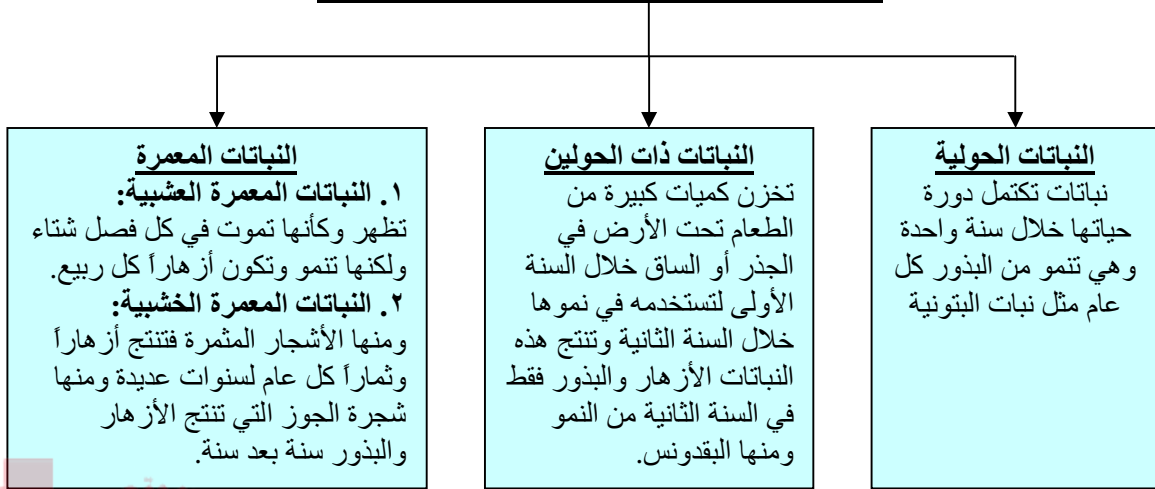 النباتات الحولية
نباتات تكتمل دورة
حياتها خلال سنة واحدة
وهي تنمو من البذور كل
عام مثل نبات البتونية
النباتات ذات الحولين
تخزن كميات كبيرة من
الطعام تحت الأرض في
الجذر أو الساق خلال السنة
الأولى لتستخدمه في نموها
خلال السنة الثانية وتنتج هذه
النباتات الأزهار والبذور فقط
في السنة الثانية من النمو
ومنها البقدونس.
النباتات المعمرة
١. النباتات المعمرة العشبية:
تظهر وكأنها تموت في كل فصل شتاء
ولكنها تنمو وتكون أزهاراً كل ربيع.
٢. النباتات المعمرة الخشبية:
ومنها الأشجار المثمرة فتنتج أزهاراً
وثماراً كل عام لسنوات عديدة ومنها
شجرة الجوز التي تنتج الأزهار
والبذور سنة بعد سنة.